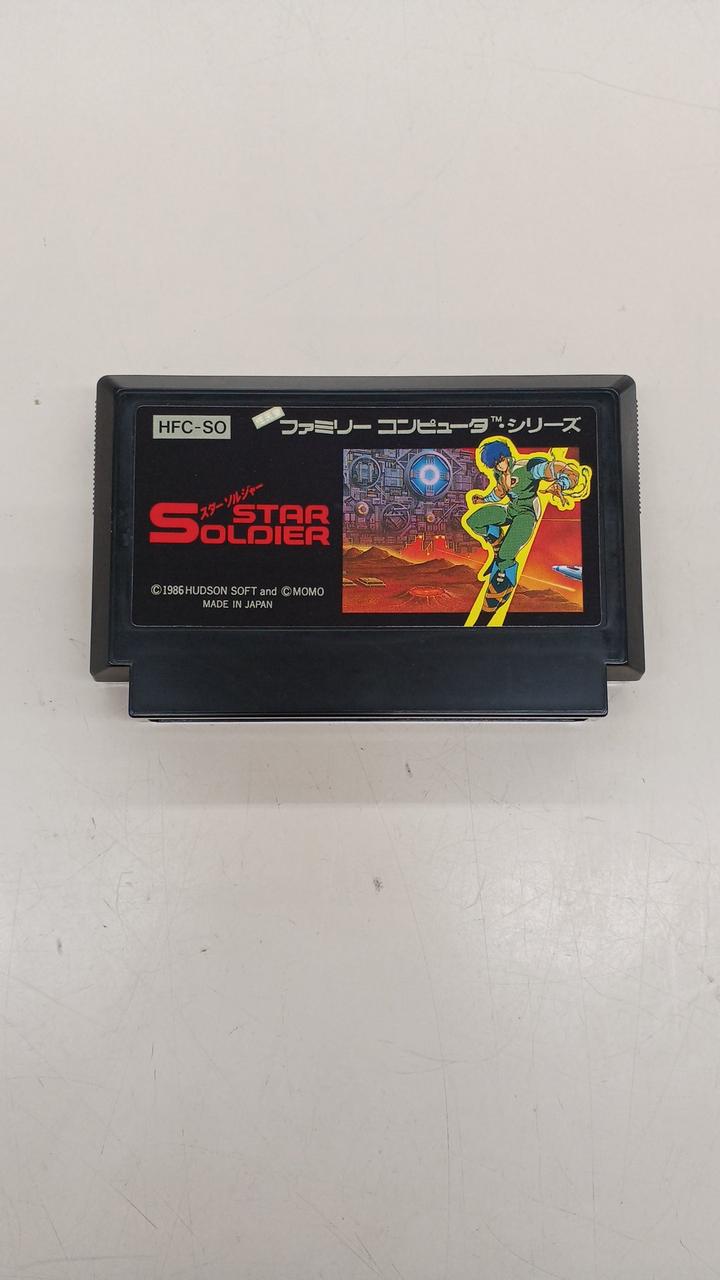 HFC-SO
ファミリー コンピュータ™・シリーズ
スターソルジャー
STAR
SOLDIER
©1986 HUDSON SOFT and ©MOMO
MADE IN JAPAN